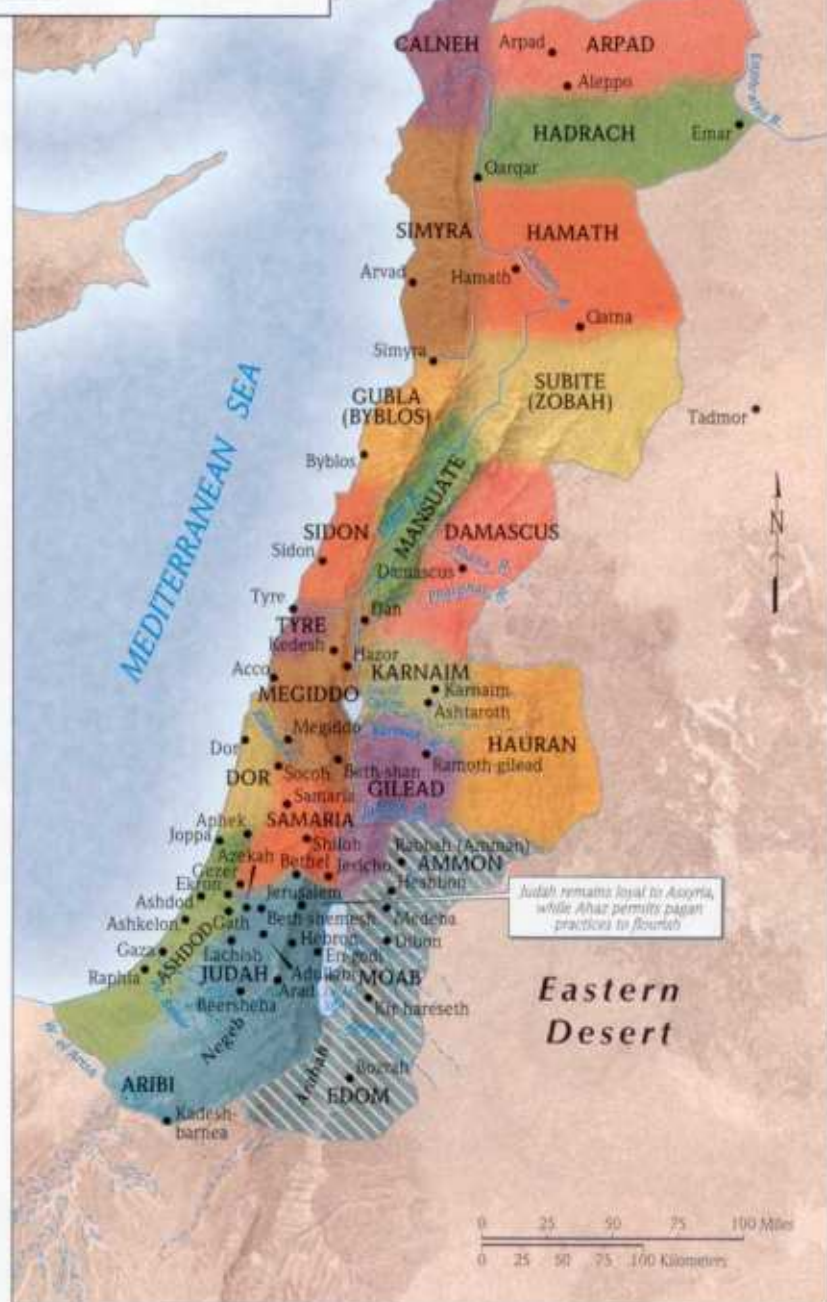 CALNEH
Arpad
ARPAD
Aleppo
Euphrates R.
HADRACH
Emar
Qarqar
SIMYRA
HAMATH
Arvad
Hamath
Qatna
Simyra
SUBITE
(ZOBAH)
GUBLA
(BYBLOS)
Tadmor
Byblos
MEDITERRANEAN SEA
MANSUATE
N
SIDON
DAMASCUS
Sidon
Damascus
Pharphar R.
Tyre
Dan
TYRE
Kedesh
Hazor
Acco
KARNAIM
Karnaim
MEGIDDO
Ashtaroth
Megiddo
HAURAN
Dor
Ramoth-gilead
DOR
Socoh
Beth-shan
GILEAD
Samaria
Aphek
SAMARIA
Joppa
Shiloh
Rabbah (Amman)
Azekah
Bethel
Jericho
AMMON
Gezer
Ekron
Heshbon
Ashdod
Jerusalem
Judah remains loyal to Assyria,
while Ahaz permits pagan
practices to flourish
Ashkelon
Gath
Beth-shemesh
Medeba
Gaza
ASHDOD
Hebron
Dibon
Lachish
En-gedi
Raphia
JUDAH
Adullam
MOAB
Arad
Eastern
Desert
Beersheba
Kir-hareseth
Negeb
Bozrah
Arabah
ARIBI
EDOM
Kadesh-
barnea
0 25 50 75 100 Miles
0 25 50 75 100 Kilometers